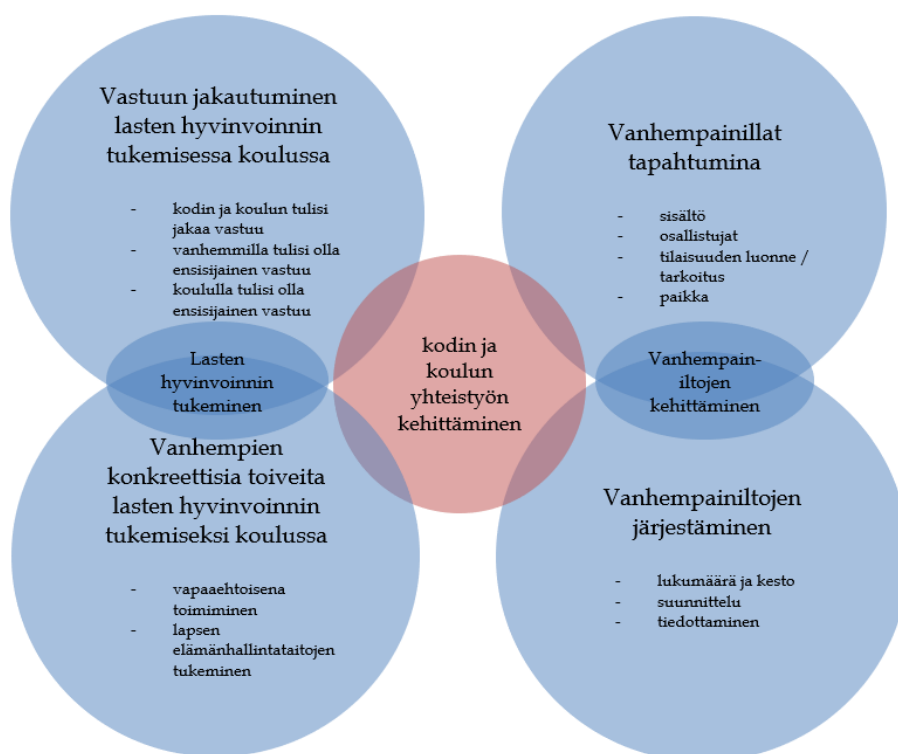 Vastuun jakautuminen
lasten hyvinvoinnin
tukemisessa koulussa
- kodin ja koulun tulisi
jakaa vastuu
- vanhemmilla tulisi olla
ensisijainen vastuu
- koululla tulisi olla
ensisijainen vastuu
Vanhempainillat
tapahtumina
- sisältö
- osallistujat
- tilaisuuden luonne /
tarkoitus
- paikka
Lasten
hyvinvoinnin
tukeminen
kodin ja
koulun
yhteistyön
kehittäminen
Vanhempain-
iltojen
kehittäminen
Vanhempien
konkreettisia toiveita
lasten hyvinvoinnin
tukemiseksi koulussa
- vapaaehtoisena
toimiminen
- lapsen
elämänhallintataitojen
tukeminen
Vanhempainiltojen
järjestäminen
- lukumäärä ja kesto
- suunnittelu
- tiedottaminen